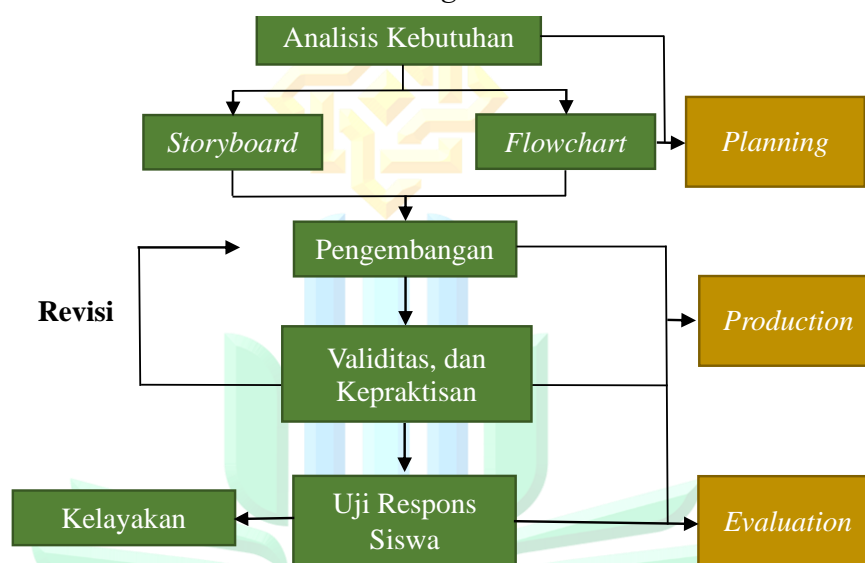 Analisis Kebutuhan
Storyboard
Flowchart
Planning
Pengembangan
Revisi
Production
Validitas, dan
Kepraktisan
Kelayakan
Uji Respons
Siswa
Evaluation